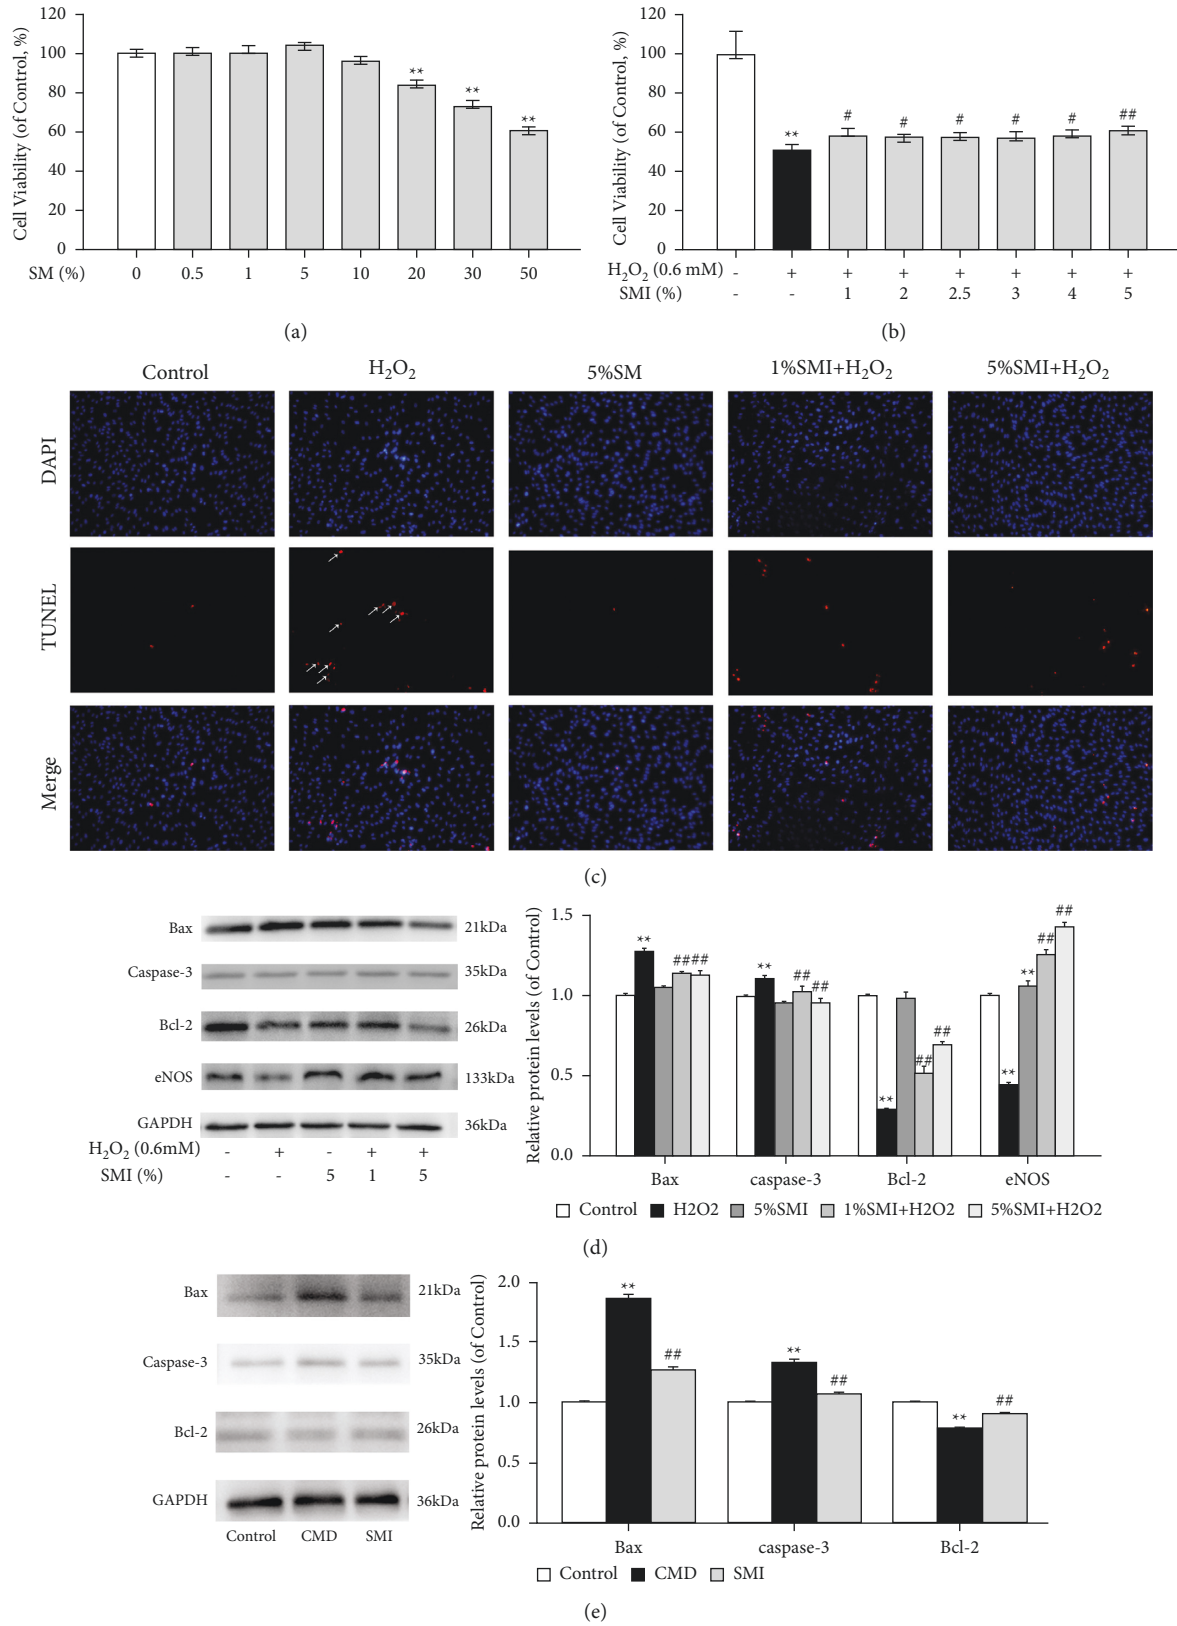 120
100
80
60
40
20
0
Cell Viability (of Control, %)
** ** **
SM (%) 0 0.5 1 5 10 20 30 50
(a)
120
100
80
60
40
20
0
Cell Viability (of Control, %)
** # # # # # ##
H₂O₂ (0.6 mM) - + + + + + + +
SMI (%) - - 1 2 2.5 3 4 5
(b)
Control H₂O₂ 5%SM 1%SMI+H₂O₂ 5%SMI+H₂O₂
DAPI
TUNEL
Merge
(c)
Bax 21kDa
Caspase-3 35kDa
Bcl-2 26kDa
eNOS 133kDa
GAPDH 36kDa
H₂O₂ (0.6mM) - + - + +
SMI (%) - - 5 1 5
Relative protein levels (of Control)
1.5
1.0
0.5
0.0
** ## ## ** ## ## ** ## ## ** ** ## ##
Bax caspase-3 Bcl-2 eNOS
Control H2O2 5%SMI 1%SMI+H2O2 5%SMI+H2O2
(d)
Bax 21kDa
Caspase-3 35kDa
Bcl-2 26kDa
GAPDH 36kDa
Control CMD SMI
Relative protein levels (of Control)
2.0
1.5
1.0
0.5
0.0
** ## ** ## ** ##
Bax caspase-3 Bcl-2
Control CMD SMI
(e)